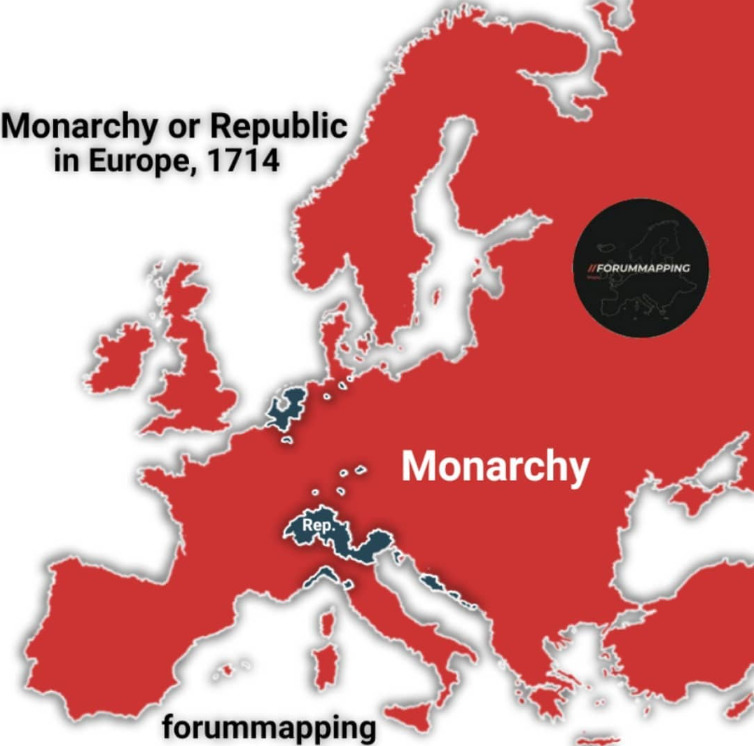 Monarchy or Republic
in Europe, 1714
//FORUMMAPPING
Monarchy
Rep.
forummapping